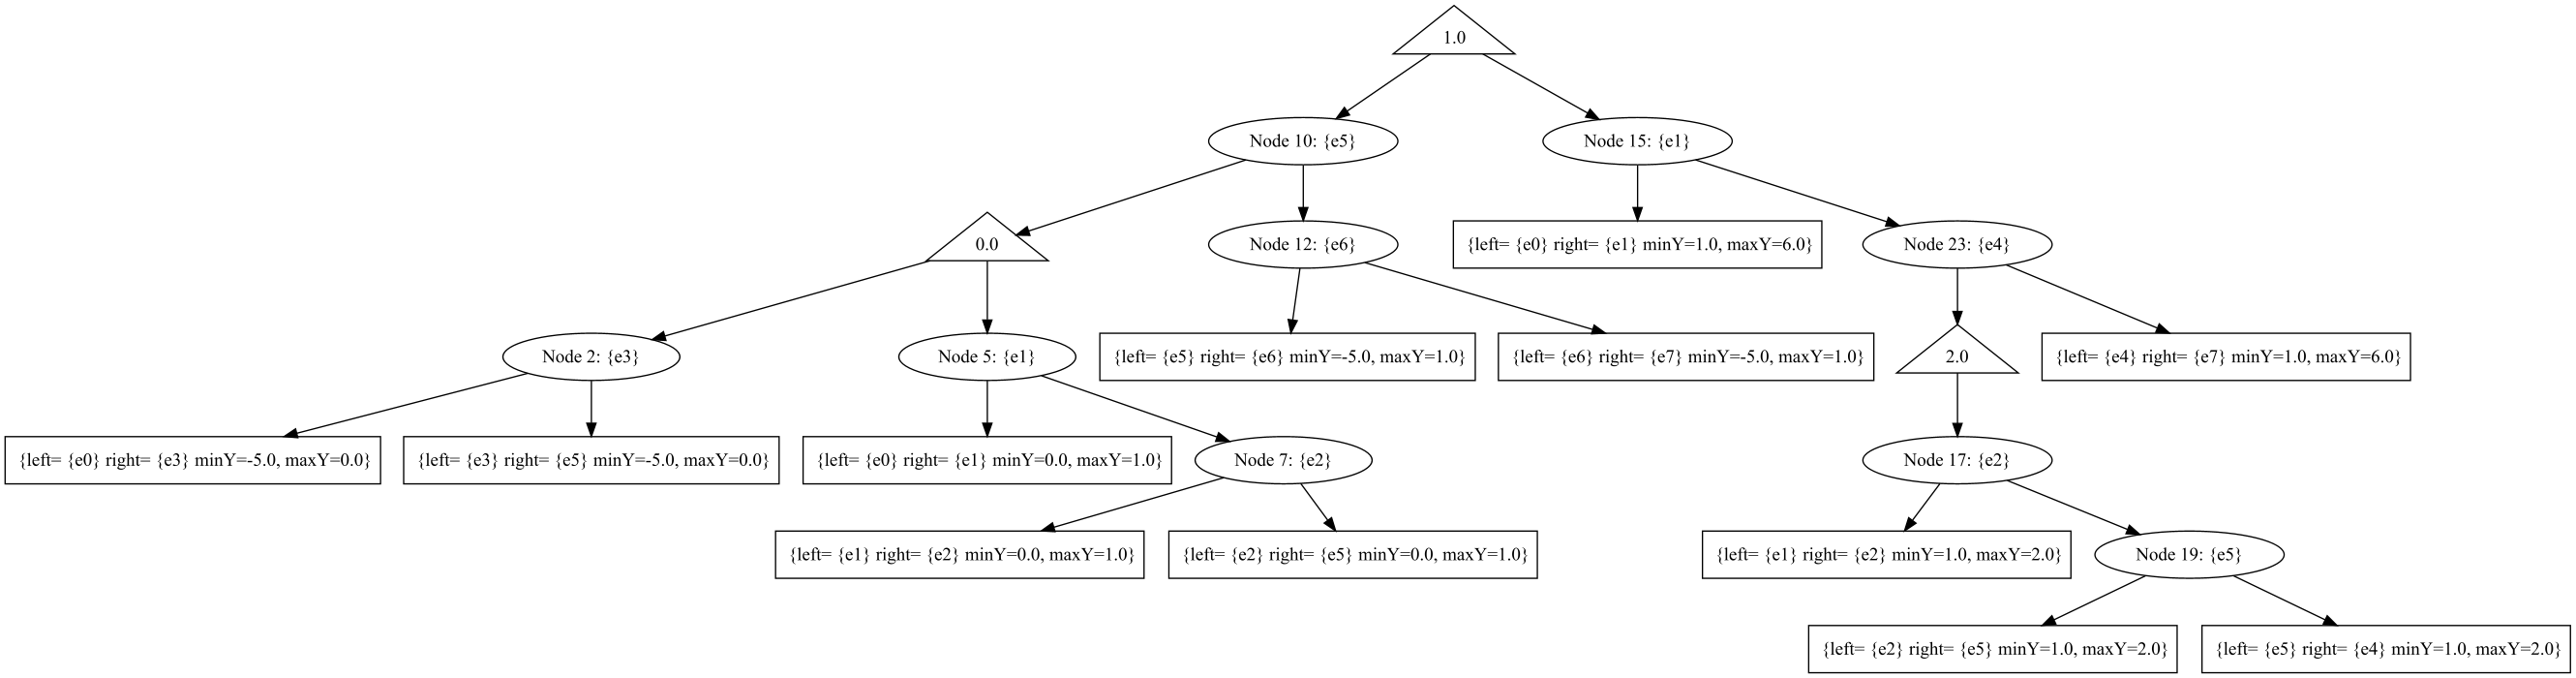 1.0
Node 10: {e5}
Node 15: {e1}
0.0
Node 12: {e6}
{left= {e0} right= {e1} minY=1.0, maxY=6.0}
Node 23: {e4}
Node 2: {e3}
Node 5: {e1}
{left= {e5} right= {e6} minY=-5.0, maxY=1.0}
{left= {e6} right= {e7} minY=-5.0, maxY=1.0}
2.0
{left= {e4} right= {e7} minY=1.0, maxY=6.0}
{left= {e0} right= {e3} minY=-5.0, maxY=0.0}
{left= {e3} right= {e5} minY=-5.0, maxY=0.0}
{left= {e0} right= {e1} minY=0.0, maxY=1.0}
Node 7: {e2}
Node 17: {e2}
{left= {e1} right= {e2} minY=0.0, maxY=1.0}
{left= {e2} right= {e5} minY=0.0, maxY=1.0}
{left= {e1} right= {e2} minY=1.0, maxY=2.0}
Node 19: {e5}
{left= {e2} right= {e5} minY=1.0, maxY=2.0}
{left= {e5} right= {e4} minY=1.0, maxY=2.0}